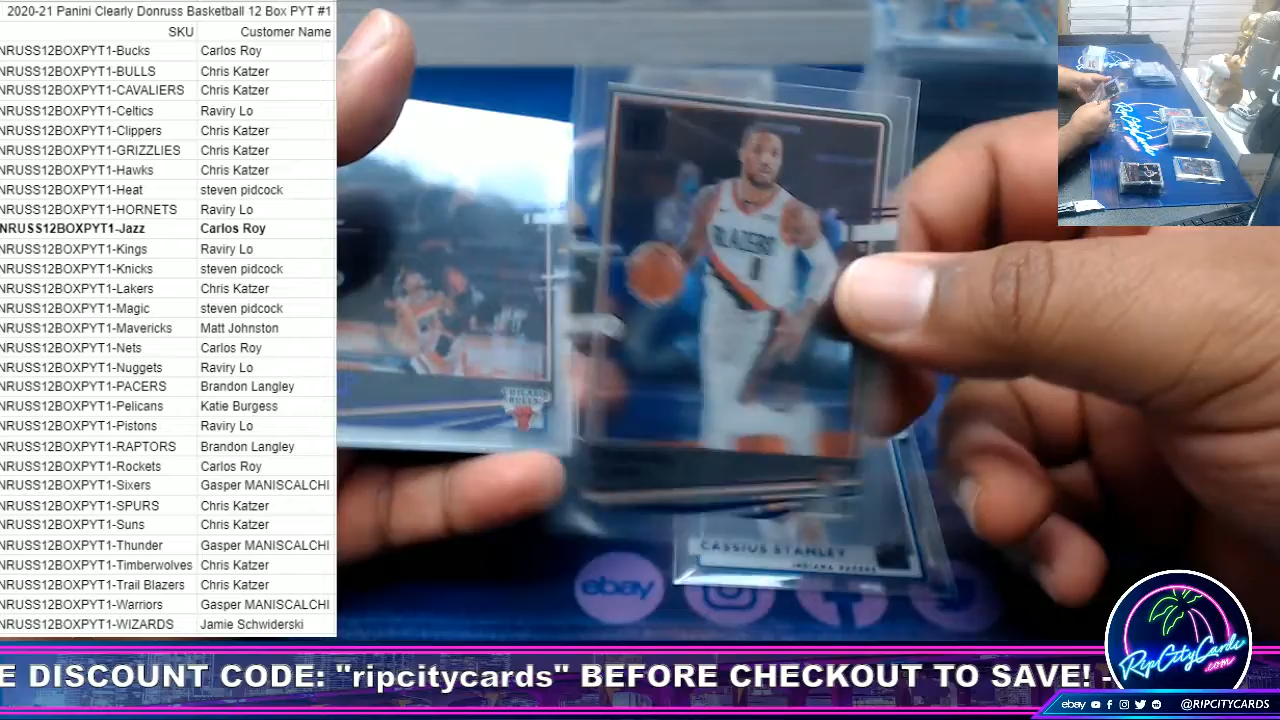 2020-21 Panini Clearly Donruss Basketball 12 Box PYT #1
SKU Customer Name
NRUSS12BOXPYT1-Bucks Carlos Roy
NRUSS12BOXPYT1-BULLS Chris Katzer
NRUSS12BOXPYT1-CAVALIERS Chris Katzer
NRUSS12BOXPYT1-Celtics Raviry Lo
NRUSS12BOXPYT1-Clippers Chris Katzer
NRUSS12BOXPYT1-GRIZZLIES Chris Katzer
NRUSS12BOXPYT1-Hawks Chris Katzer
NRUSS12BOXPYT1-Heat steven pidcock
NRUSS12BOXPYT1-HORNETS Raviry Lo
NRUSS12BOXPYT1-Jazz Carlos Roy
NRUSS12BOXPYT1-Kings Raviry Lo
NRUSS12BOXPYT1-Knicks steven pidcock
NRUSS12BOXPYT1-Lakers Chris Katzer
NRUSS12BOXPYT1-Magic steven pidcock
NRUSS12BOXPYT1-Mavericks Matt Johnston
NRUSS12BOXPYT1-Nets Carlos Roy
NRUSS12BOXPYT1-Nuggets Raviry Lo
NRUSS12BOXPYT1-PACERS Brandon Langley
NRUSS12BOXPYT1-Pelicans Katie Burgess
NRUSS12BOXPYT1-Pistons Raviry Lo
NRUSS12BOXPYT1-RAPTORS Brandon Langley
NRUSS12BOXPYT1-Rockets Carlos Roy
NRUSS12BOXPYT1-Sixers Gasper MANISCALCHI
NRUSS12BOXPYT1-SPURS Chris Katzer
NRUSS12BOXPYT1-Suns Chris Katzer
NRUSS12BOXPYT1-Thunder Gasper MANISCALCHI
NRUSS12BOXPYT1-Timberwolves Chris Katzer
NRUSS12BOXPYT1-Trail Blazers Chris Katzer
NRUSS12BOXPYT1-Warriors Gasper MANISCALCHI
NRUSS12BOXPYT1-WIZARDS Jamie Schwiderski
BLAZERS
CHICAGO
BULLS
CASSIUS STANLEY
INDIANA PACERS
ebay
RipCityCards
RipCityCards
.com
E DISCOUNT CODE: "ripcitycards" BEFORE CHECKOUT TO SAVE! -
ebay @RIPCITYCARDS